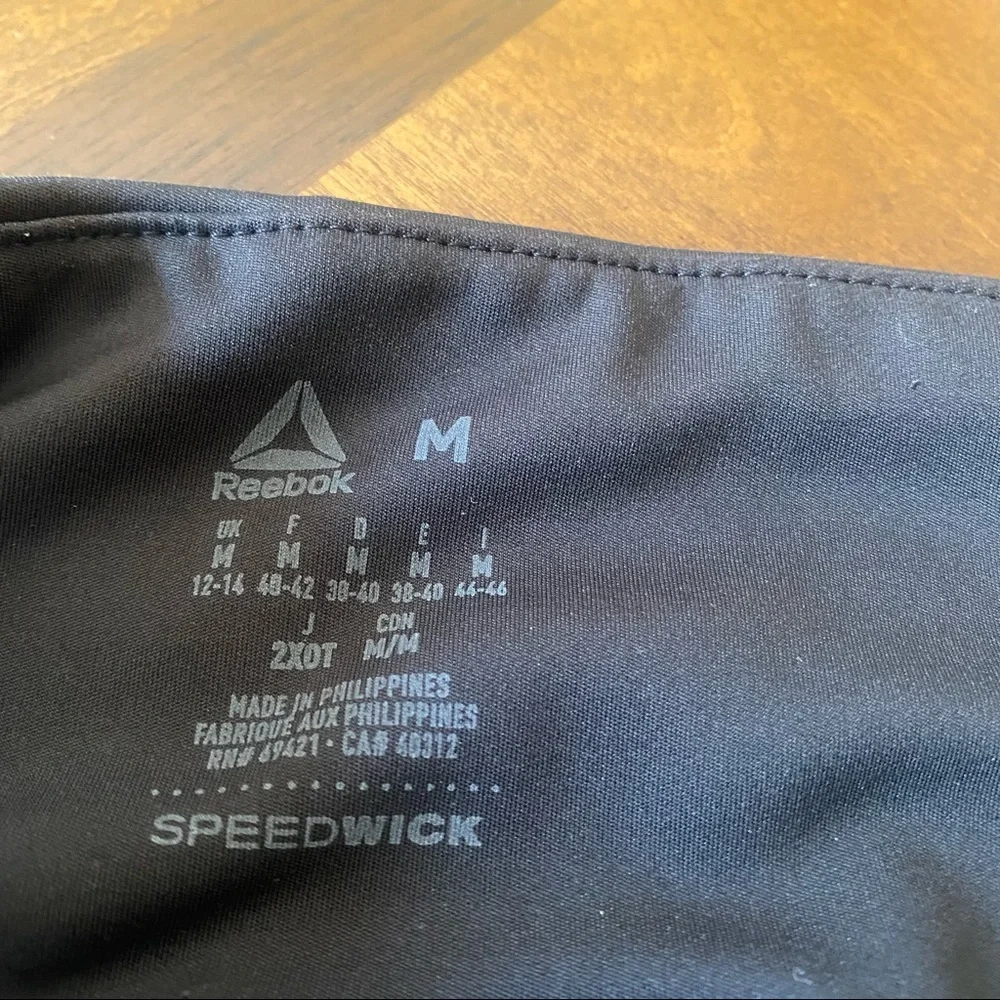 M
Reebok
UK F D E I
M M M M M
12-14 40-42 38-40 38-40 44-46
J CDN
2XOT M/M
MADE IN PHILIPPINES
FABRIQUE AUX PHILIPPINES
RN# 69421 · CA# 40312
SPEEDWICK